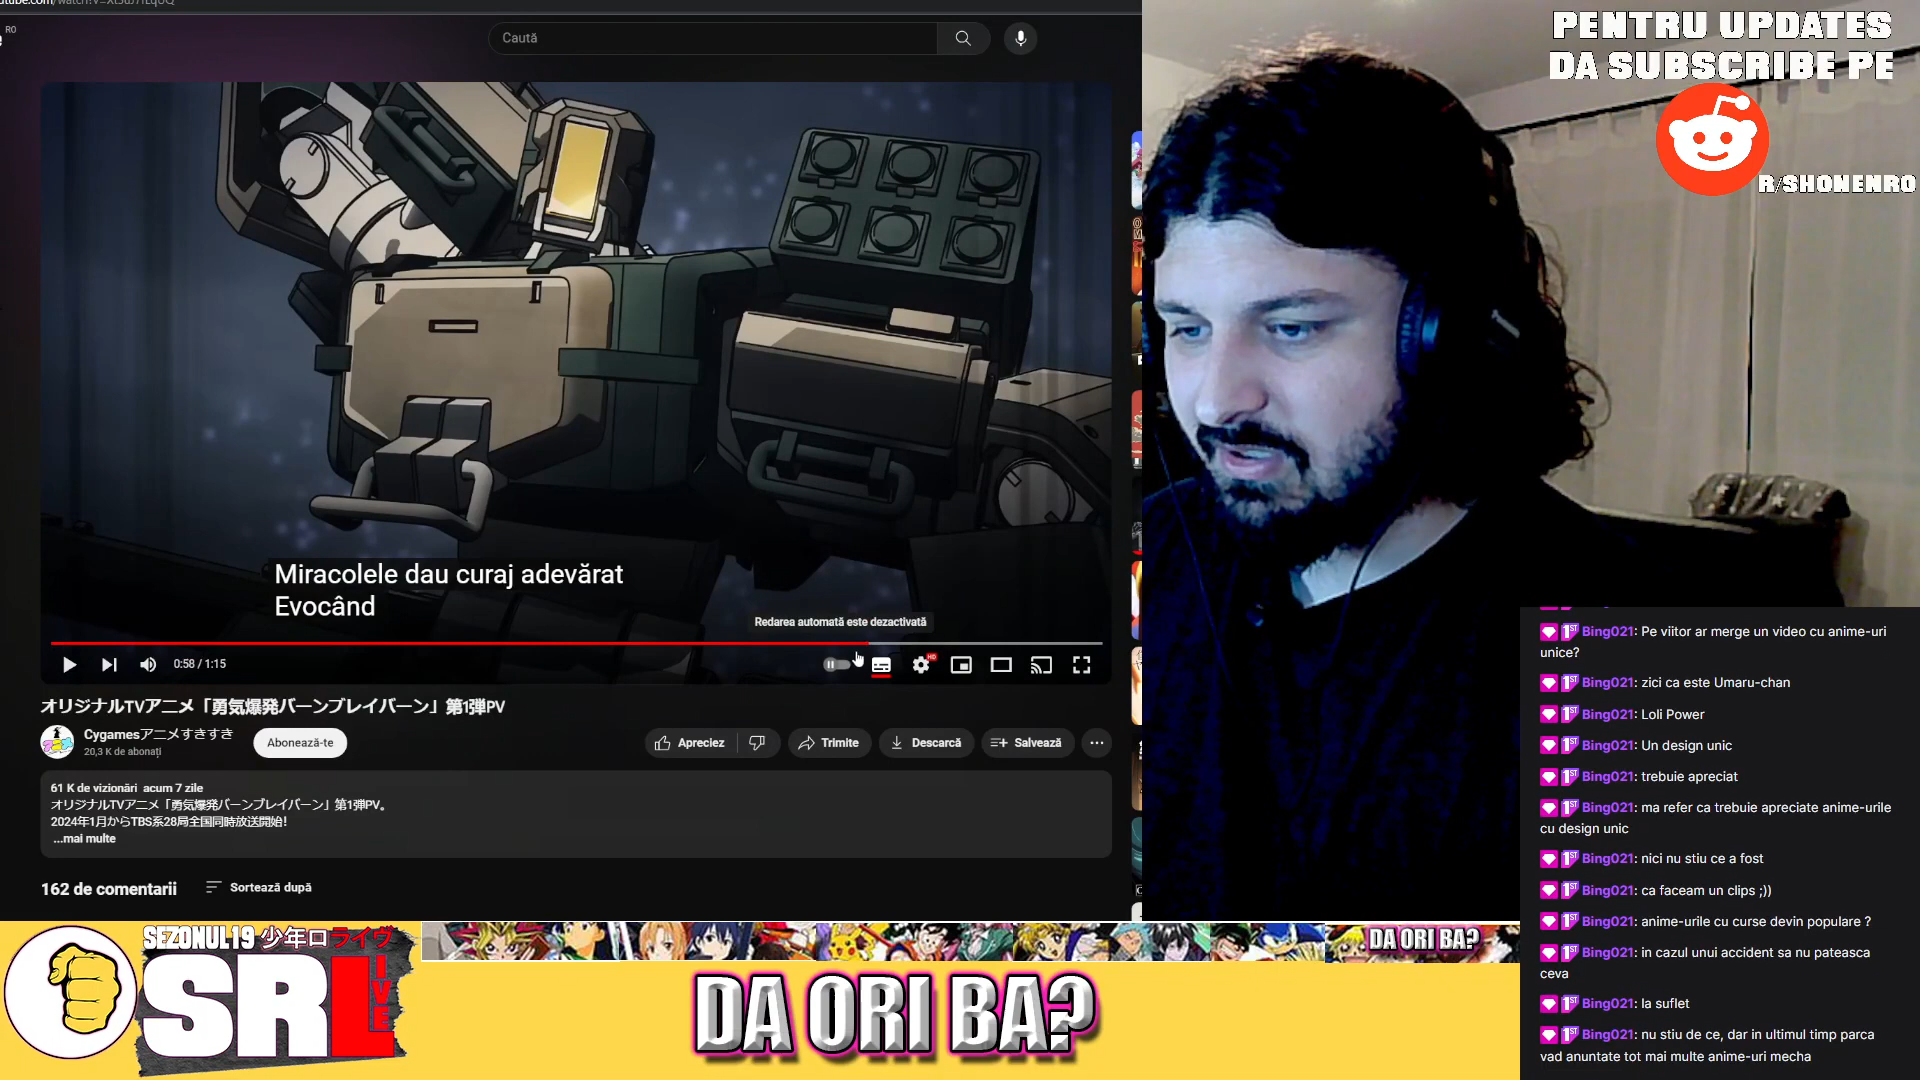 RO
Caută
PENTRU UPDATES
DA SUBSCRIBE PE
R/SHONENRO
Miracolele dau curaj adevărat
Evocând
Redarea automată este dezactivată
0:58 / 1:15
HD
オリジナルTVアニメ「勇気爆発バーンブレイバーン」第1弾PV
Cygamesアニメすきすき
20,3 K de abonați
Abonează-te
Apreciez
Trimite
Descarcă
Salvează
61 K de vizionări acum 7 zile
オリジナルTVアニメ「勇気爆発バーンブレイバーン」第1弾PV。
2024年1月からTBS系28局全国同時放送開始！
...mai multe
162 de comentarii
Sortează după
Bing021: Pe viitor ar merge un video cu anime-uri
unice?
Bing021: zici ca este Umaru-chan
Bing021: Loli Power
Bing021: Un design unic
Bing021: trebuie apreciat
Bing021: ma refer ca trebuie apreciate anime-urile
cu design unic
Bing021: nici nu stiu ce a fost
Bing021: ca faceam un clips ;))
Bing021: anime-urile cu curse devin populare ?
Bing021: in cazul unui accident sa nu pateasca
ceva
Bing021: la suflet
Bing021: nu stiu de ce, dar in ultimul timp parca
vad anuntate tot mai multe anime-uri mecha
SEZONUL19 少年ロライヴ
SRL
LIVE
DA ORI BA?
DA ORI BA?